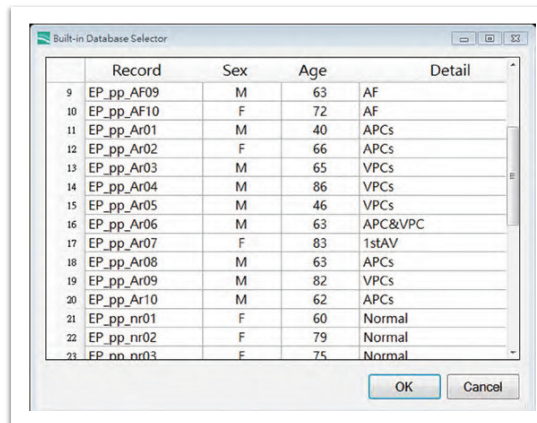 Built-in Database Selector
Record Sex Age Detail
9 EP_pp_AF09 M 63 AF
10 EP_pp_AF10 F 72 AF
11 EP_pp_Ar01 M 40 APCs
12 EP_pp_Ar02 F 66 APCs
13 EP_pp_Ar03 M 65 VPCs
14 EP_pp_Ar04 M 86 VPCs
15 EP_pp_Ar05 M 46 VPCs
16 EP_pp_Ar06 M 63 APC&VPC
17 EP_pp_Ar07 F 83 1stAV
18 EP_pp_Ar08 M 63 APCs
19 EP_pp_Ar09 M 82 VPCs
20 EP_pp_Ar10 M 62 APCs
21 EP_pp_nr01 F 60 Normal
22 EP_pp_nr02 F 79 Normal
23 EP_pp_nr03 F 75 Normal
OK Cancel